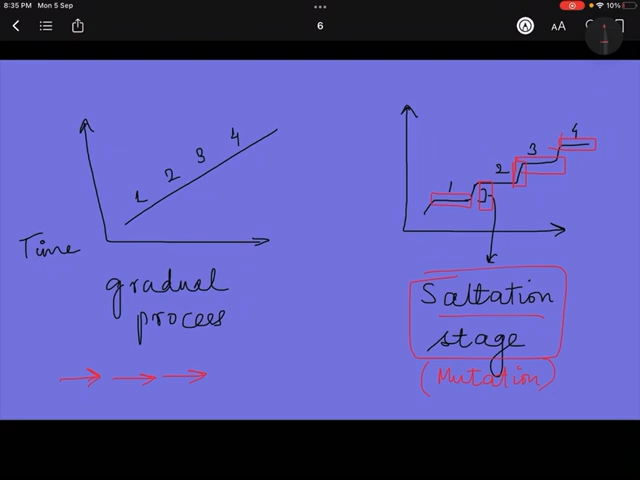 8:35 PM Mon 5 Sep
10%
6
AA
1 2 3 4
1 2 3 4
Time
gradual
process
Saltation
stage
(Mutation)